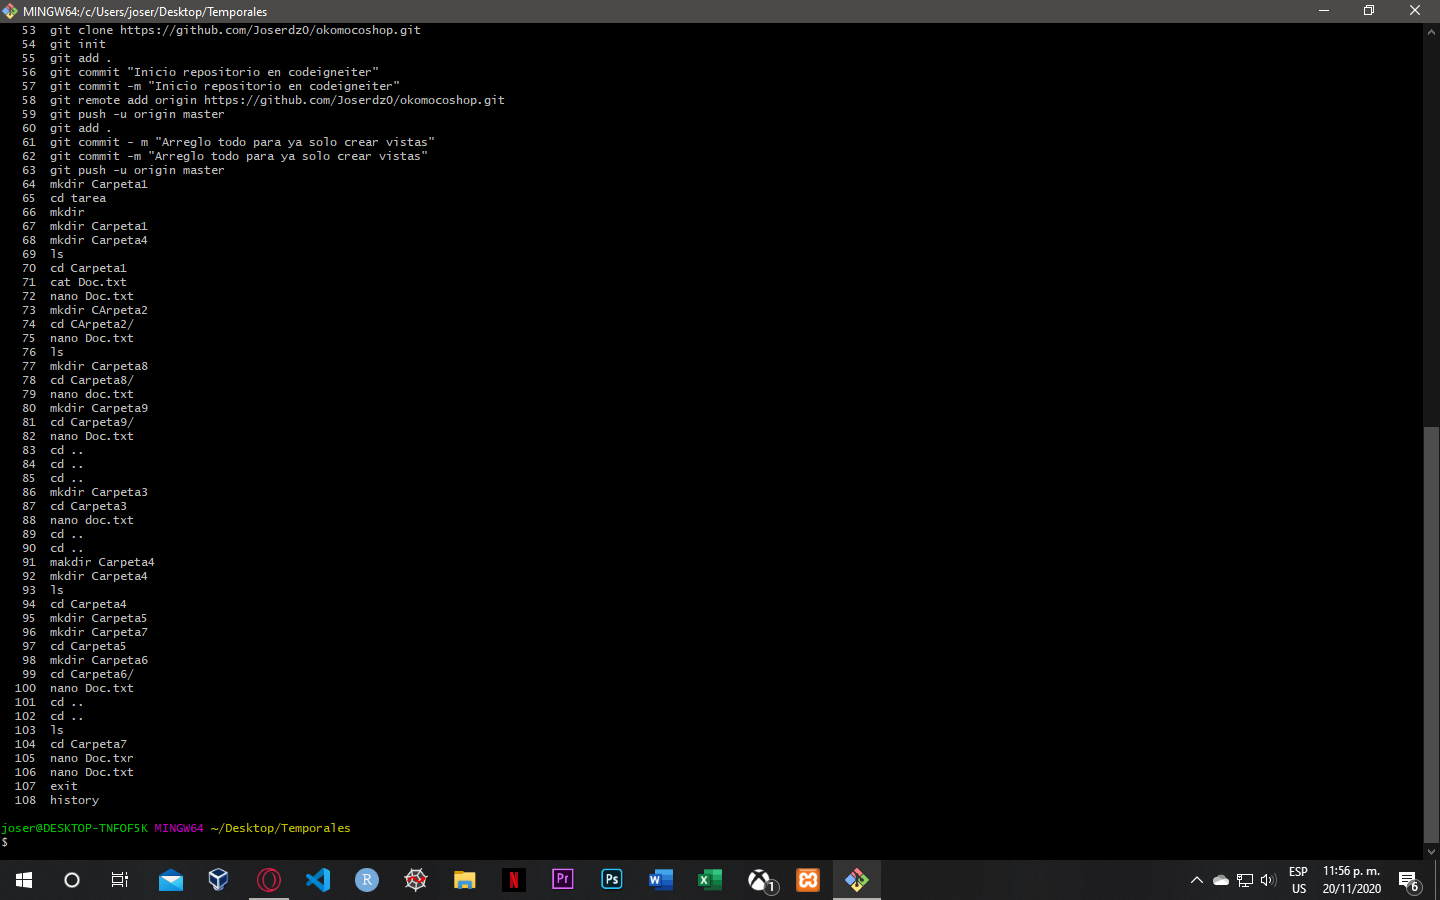 MINGW64:/c/Users/joser/Desktop/Temporales
53 git clone https://github.com/Joserdz0/okomocoshop.git
54 git init
55 git add .
56 git commit "Inicio repositorio en codeigneiter"
57 git commit -m "Inicio repositorio en codeigneiter"
58 git remote add origin https://github.com/Joserdz0/okomocoshop.git
59 git push -u origin master
60 git add .
61 git commit - m "Arreglo todo para ya solo crear vistas"
62 git commit -m "Arreglo todo para ya solo crear vistas"
63 git push -u origin master
64 mkdir Carpeta1
65 cd tarea
66 mkdir
67 mkdir Carpeta1
68 mkdir Carpeta4
69 ls
70 cd Carpeta1
71 cat Doc.txt
72 nano Doc.txt
73 mkdir CArpeta2
74 cd CArpeta2/
75 nano Doc.txt
76 ls
77 mkdir Carpeta8
78 cd Carpeta8/
79 nano doc.txt
80 mkdir Carpeta9
81 cd Carpeta9/
82 nano Doc.txt
83 cd ..
84 cd ..
85 cd ..
86 mkdir Carpeta3
87 cd Carpeta3
88 nano doc.txt
89 cd ..
90 cd ..
91 makdir Carpeta4
92 mkdir Carpeta4
93 ls
94 cd Carpeta4
95 mkdir Carpeta5
96 mkdir Carpeta7
97 cd Carpeta5
98 mkdir Carpeta6
99 cd Carpeta6/
100 nano Doc.txt
101 cd ..
102 cd ..
103 ls
104 cd Carpeta7
105 nano Doc.txr
106 nano Doc.txt
107 exit
108 history
joser@DESKTOP-TNFOF5K MINGW64 ~/Desktop/Temporales
$
R
N
Pr
Ps
W
X
1
ESP
US
11:56 p. m.
20/11/2020
6